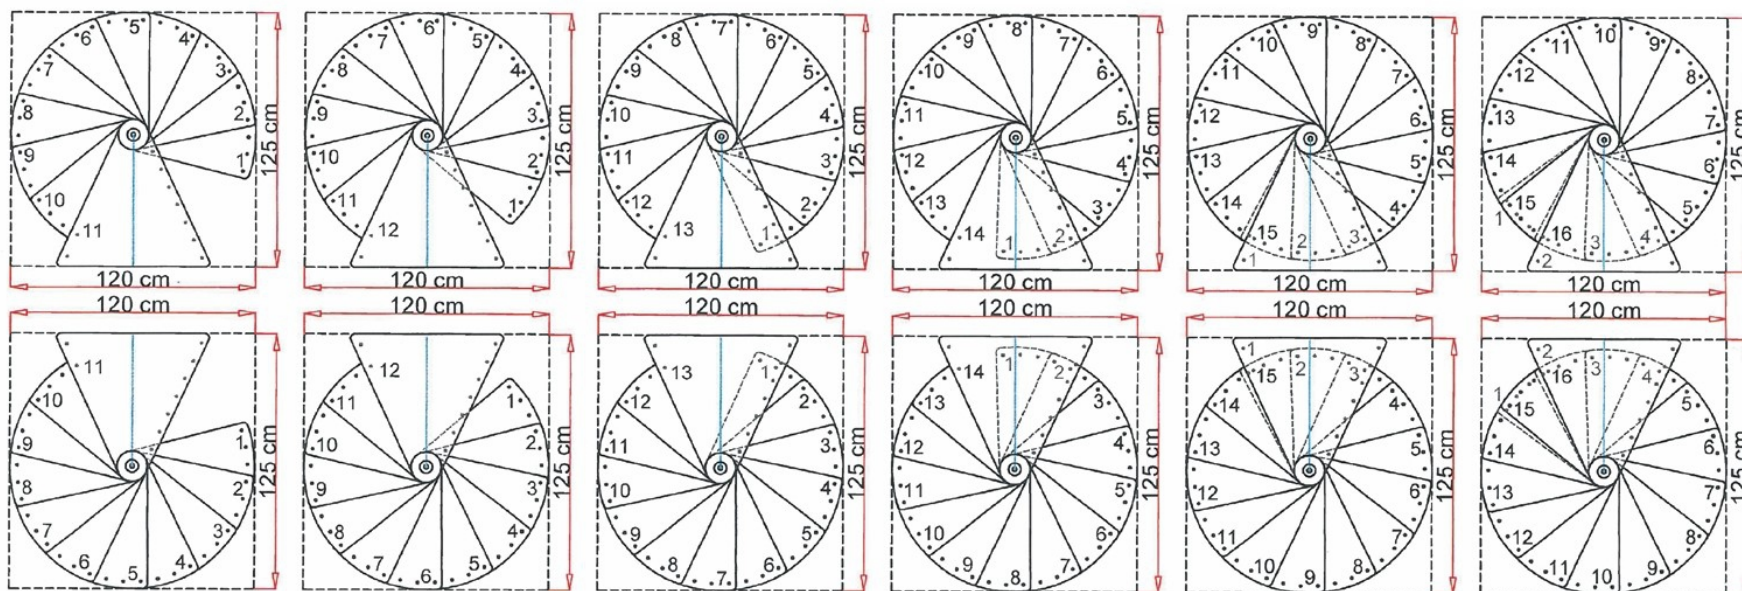 5 6 4 7 3 8 2 1 9 10 11 125 cm
6 7 5 8 4 9 3 10 2 11 1 12 125 cm
7 8 6 9 5 10 4 11 3 12 2 13 1 125 cm
8 9 7 10 6 11 5 12 4 13 3 14 1 2 125 cm
9 10 8 11 7 12 6 13 5 14 4 15 2 3 1 125 cm
10 11 9 12 8 13 7 14 6 15 5 1 16 3 4 2 125 cm
120 cm 120 cm 120 cm 120 cm 120 cm 120 cm
120 cm 120 cm 120 cm 120 cm 120 cm 120 cm
11 10 1 9 2 8 3 7 4 6 5 125 cm
12 1 11 2 10 3 9 4 8 5 7 6 125 cm
13 1 12 2 11 3 10 4 9 5 8 6 7 125 cm
14 1 2 13 3 12 4 11 5 10 6 9 7 8 125 cm
1 15 2 3 14 4 13 5 12 6 11 7 10 8 9 125 cm
2 16 3 4 1 15 5 14 6 13 7 12 8 11 9 10 125 cm